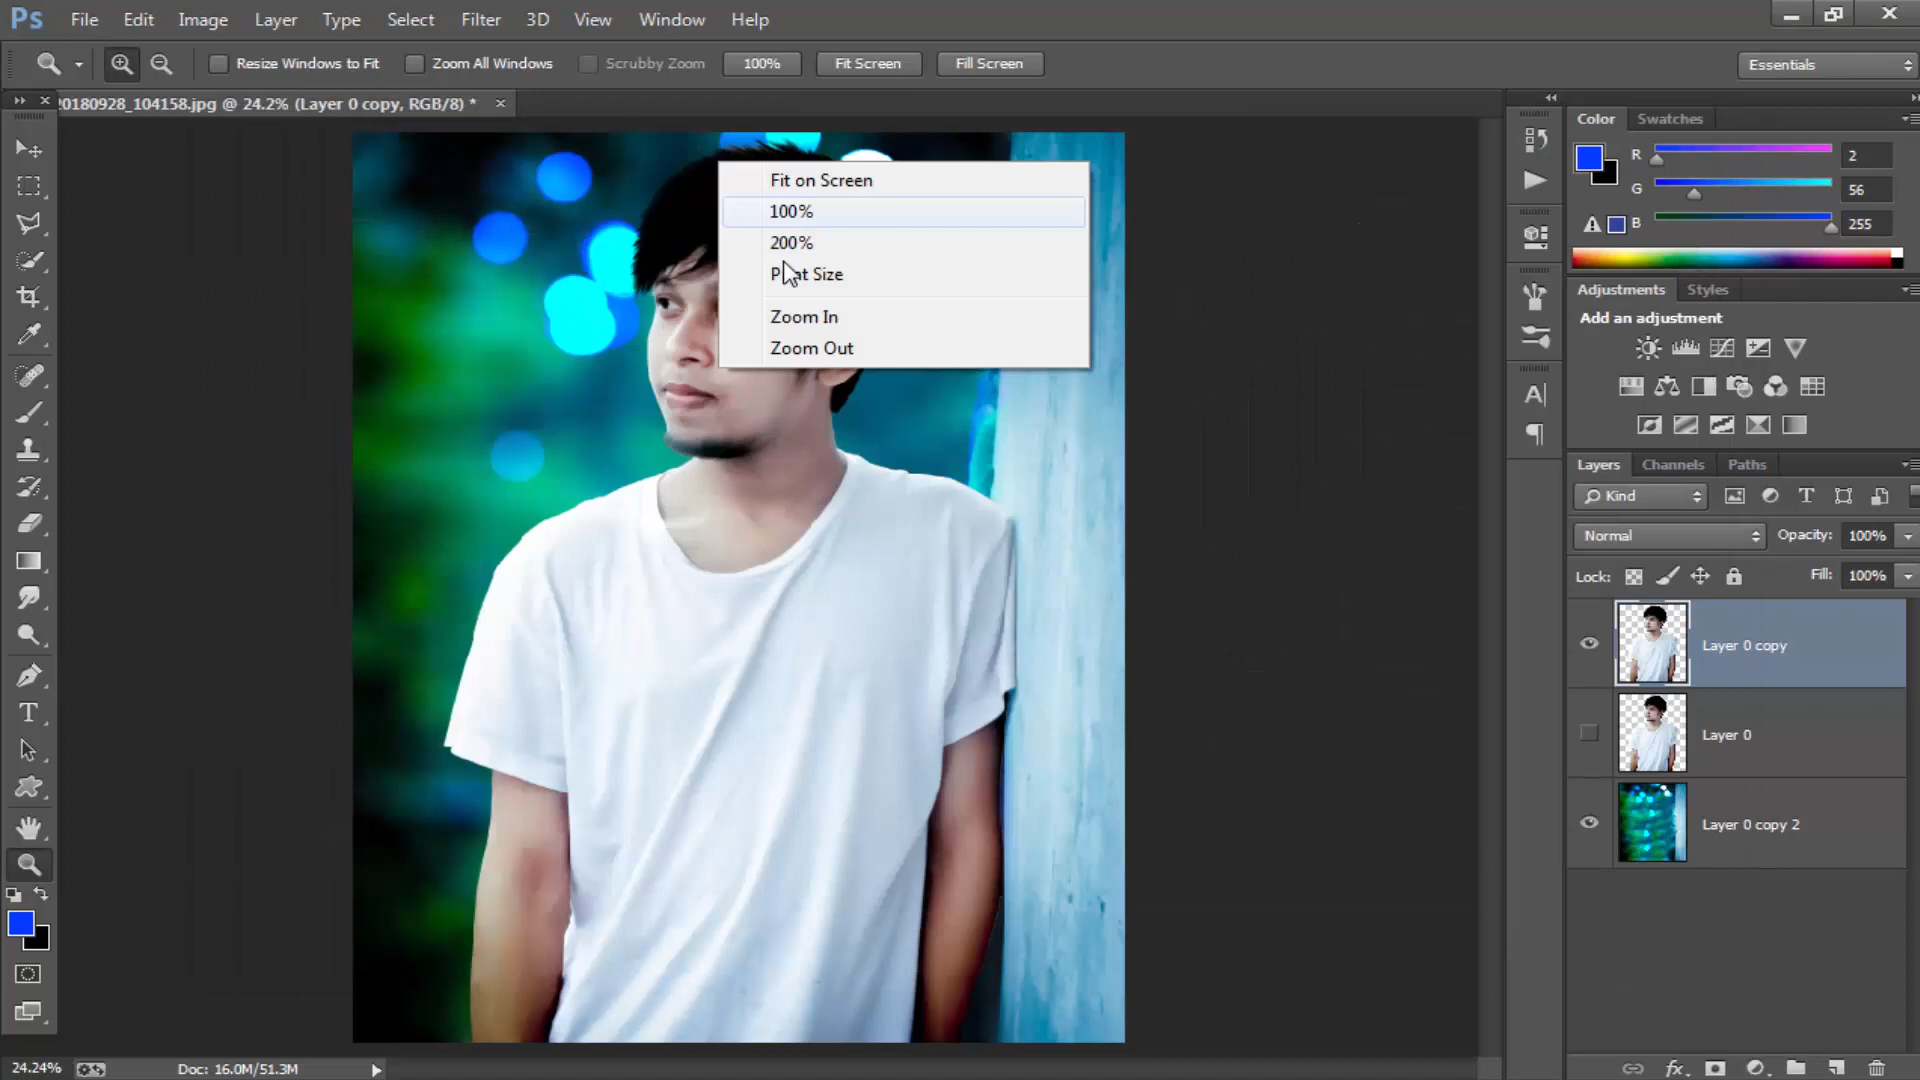 Ps File Edit Image Layer Type Select Filter 3D View Window Help
Resize Windows to Fit Zoom All Windows Scrubby Zoom 100% Fit Screen Fill Screen Essentials
20180928_104158.jpg @ 24.2% (Layer 0 copy, RGB/8) *
Fit on Screen
100%
200%
Size
Zoom In
Zoom Out
Color Swatches
R 2
G 56
B 255
Adjustments Styles
Add an adjustment
Layers Channels Paths
Kind
Normal Opacity: 100%
Lock: Fill: 100%
Layer 0 copy
Layer 0
Layer 0 copy 2
24.24% Doc: 16.0M/51.3M